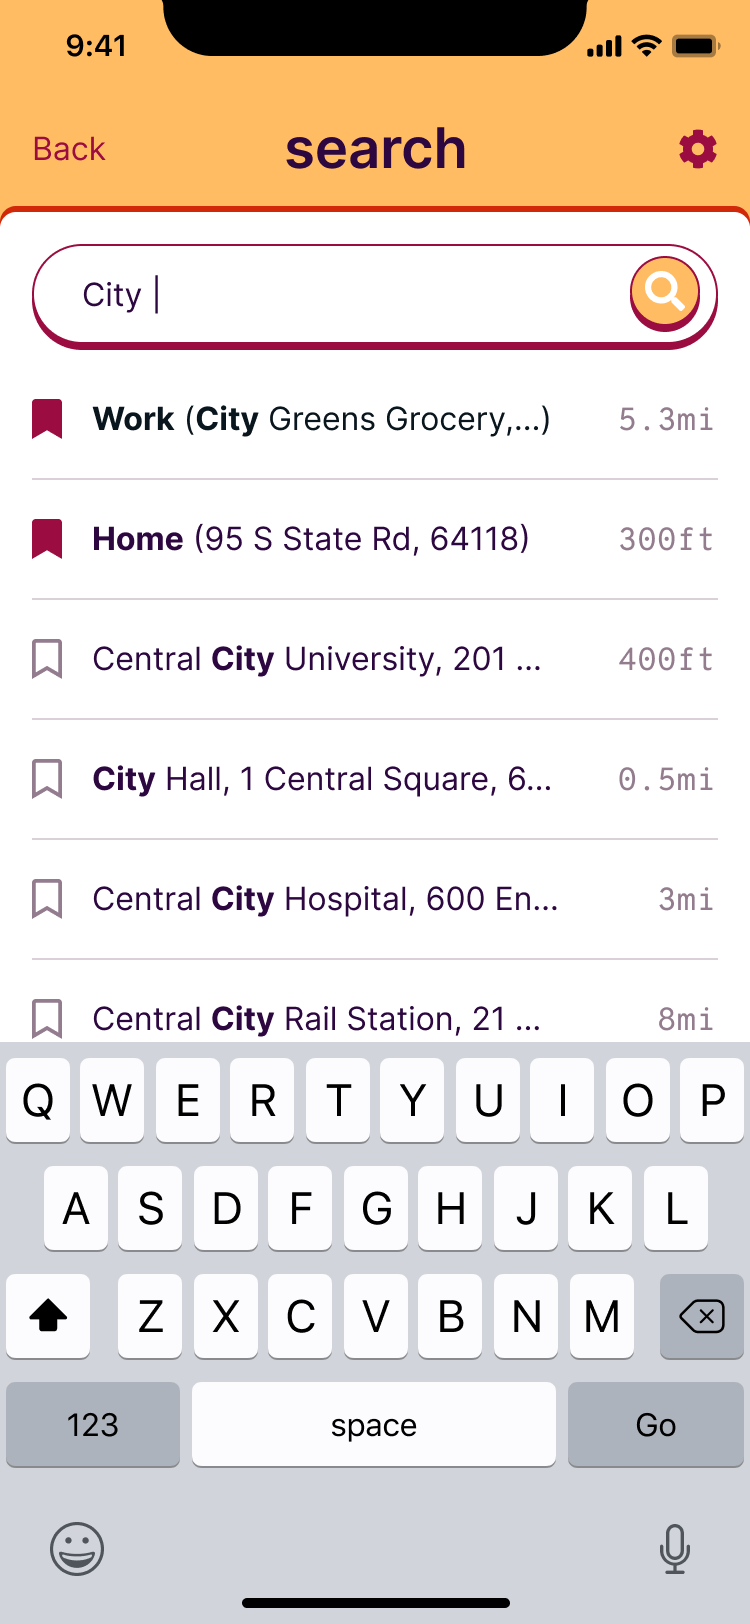 9:41
Back search
City
Work (City Greens Grocery,...) 5.3mi
Home (95 S State Rd, 64118) 300ft
Central City University, 201 ... 400ft
City Hall, 1 Central Square, 6... 0.5mi
Central City Hospital, 600 En... 3mi
Central City Rail Station, 21 ... 8mi
Q W E R T Y U I O P
A S D F G H J K L
Z X C V B N M
123 space Go